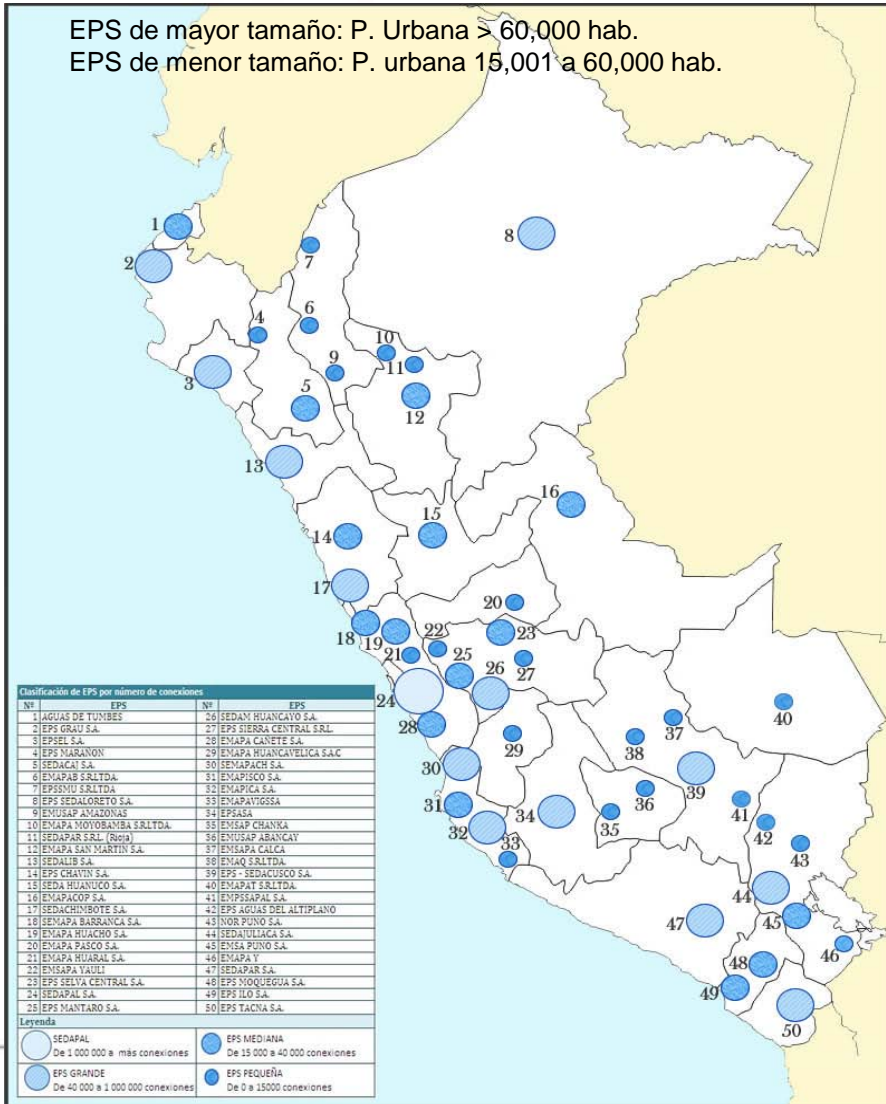 EPS de mayor tamaño: P. Urbana > 60,000 hab.
EPS de menor tamaño: P. urbana 15,001 a 60,000 hab.
1
2
3
4
5
6
7
8
9
10
11
12
13
14
15
16
17
18
19
20
21
22
23
24
25
26
27
28
29
30
31
32
33
34
35
36
37
38
39
40
41
42
43
44
45
46
47
48
49
50
Clasificación de EPS por número de conexiones
Nº EPS Nº EPS
1 AGUAS DE TUMBES 26 SEDAM HUANCAYO S.A.
2 EPS GRAU S.A. 27 EPS SIERRA CENTRAL S.R.L.
3 EPSEL S.A. 28 EMAPA CAÑETE S.A.
4 EPS MARAÑON 29 EMAPA HUANCAVELICA S.A.C
5 SEDACAJ S.A. 30 SEMAPACH S.A.
6 EMAPAB S.R.LTDA. 31 EMAPISCO S.A.
7 EPSSMU S.R.LTDA 32 EMAPICA S.A.
8 EPS SEDALORETO S.A. 33 EMAPAVIGSSA
9 EMUSAP AMAZONAS 34 EPSASA
10 EMAPA MOYOBAMBA S.R.LTDA. 35 EMSAP CHANKA
11 SEDAPAR S.R.L. (Rioja) 36 EMUSAP ABANCAY
12 EMAPA SAN MARTIN S.A. 37 EMSAPA CALCA
13 SEDALIB S.A. 38 EMAQ S.R.LTDA.
14 EPS CHAVIN S.A. 39 EPS - SEDACUSCO S.A.
15 SEDA HUANUCO S.A. 40 EMAPAT S.R.LTDA.
16 EMAPACOP S.A. 41 EMPSSAPAL S.A.
17 SEDACHIMBOTE S.A. 42 EPS AGUAS DEL ALTIPLANO
18 SEMAPA BARRANCA S.A. 43 NOR PUNO S.A.
19 EMAPA HUACHO S.A. 44 SEDAJULIACA S.A.
20 EMAPA PASCO S.A. 45 EMSA PUNO S.A.
21 EMAPA HUARAL S.A. 46 EMAPA Y
22 EMSAPA YAULI 47 SEDAPAR S.A.
23 EPS SELVA CENTRAL S.A. 48 EPS MOQUEGUA S.A.
24 SEDAPAL S.A. 49 EPS ILO S.A.
25 EPS MANTARO S.A. 50 EPS TACNA S.A.
Leyenda
SEDAPAL
De 1 000 000 a más conexiones
EPS MEDIANA
De 15 000 a 40 000 conexiones
EPS GRANDE
De 40 000 a 1 000 000 conexiones
EPS PEQUEÑA
De 0 a 15000 conexiones